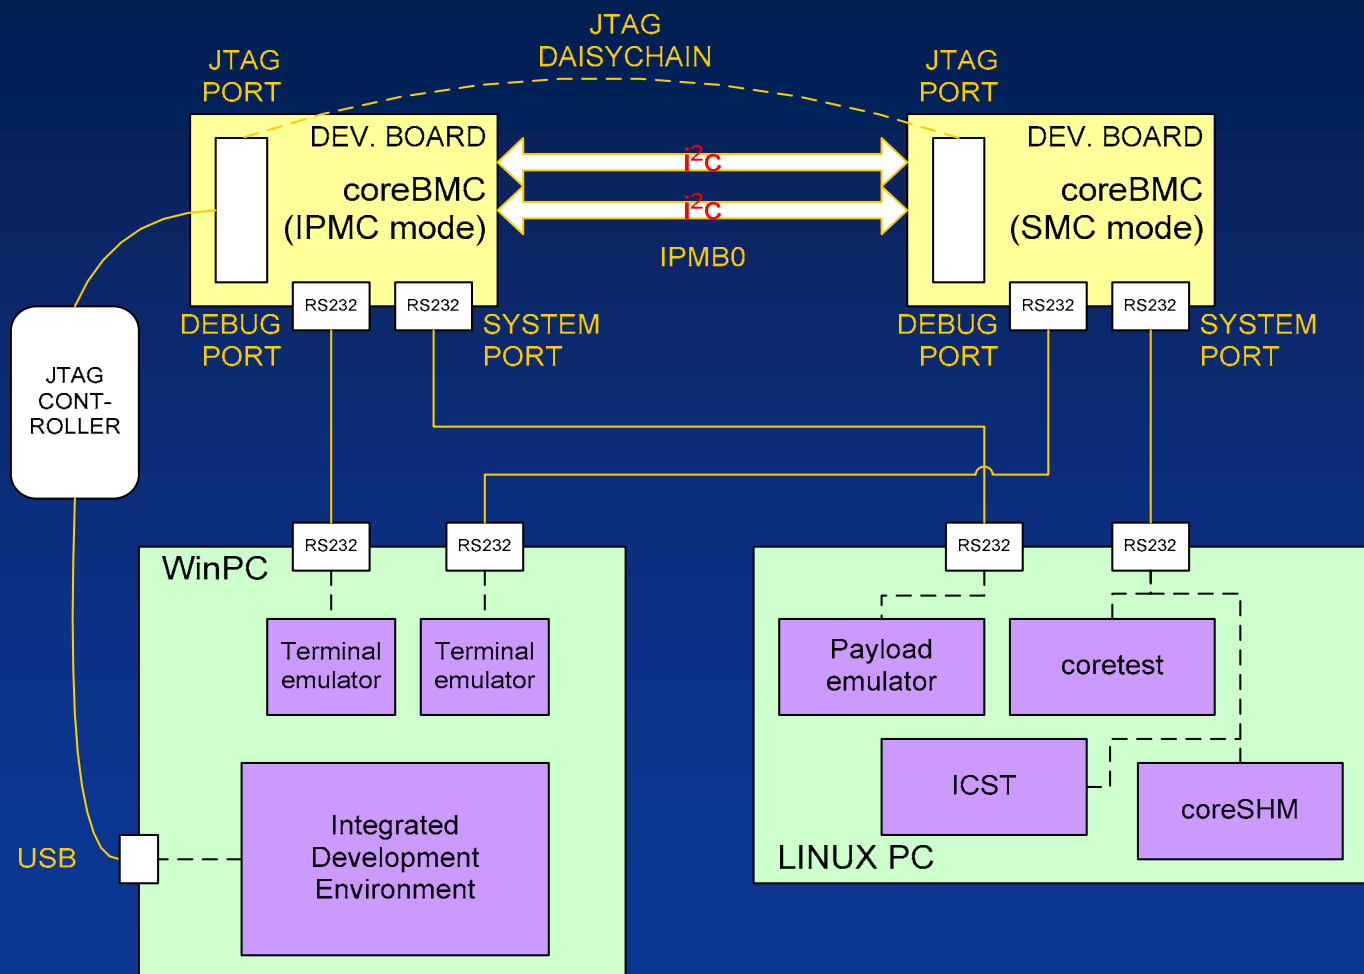 JTAG
DAISYCHAIN
JTAG
PORT
JTAG
PORT
DEV. BOARD
coreBMC
(IPMC mode)
i²c
i²c
IPMB0
DEV. BOARD
coreBMC
(SMC mode)
RS232
RS232
RS232
RS232
DEBUG
PORT
SYSTEM
PORT
DEBUG
PORT
SYSTEM
PORT
JTAG
CONT-
ROLLER
RS232
RS232
RS232
RS232
WinPC
Terminal
emulator
Terminal
emulator
Payload
emulator
coretest
ICST
coreSHM
Integrated
Development
Environment
USB
LINUX PC